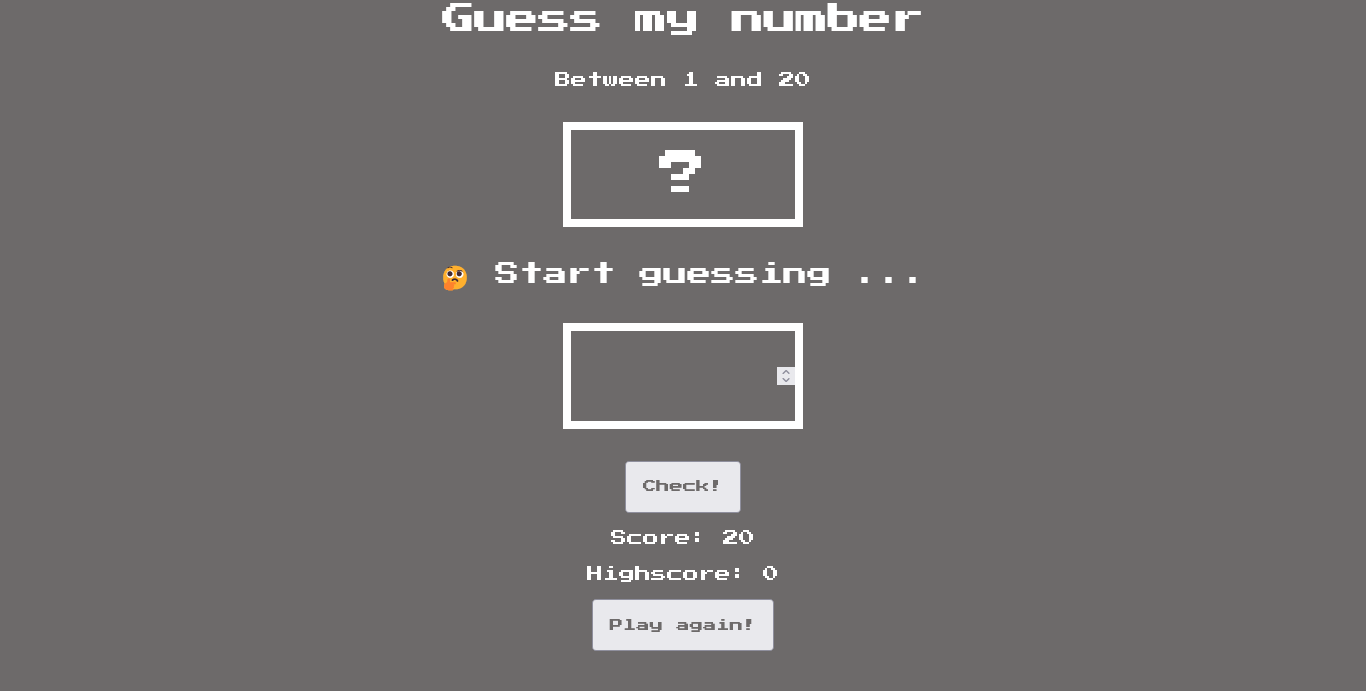 Guess my number
Between 1 and 20
?
🤔 Start guessing ...
Check!
Score: 20
Highscore: 0
Play again!